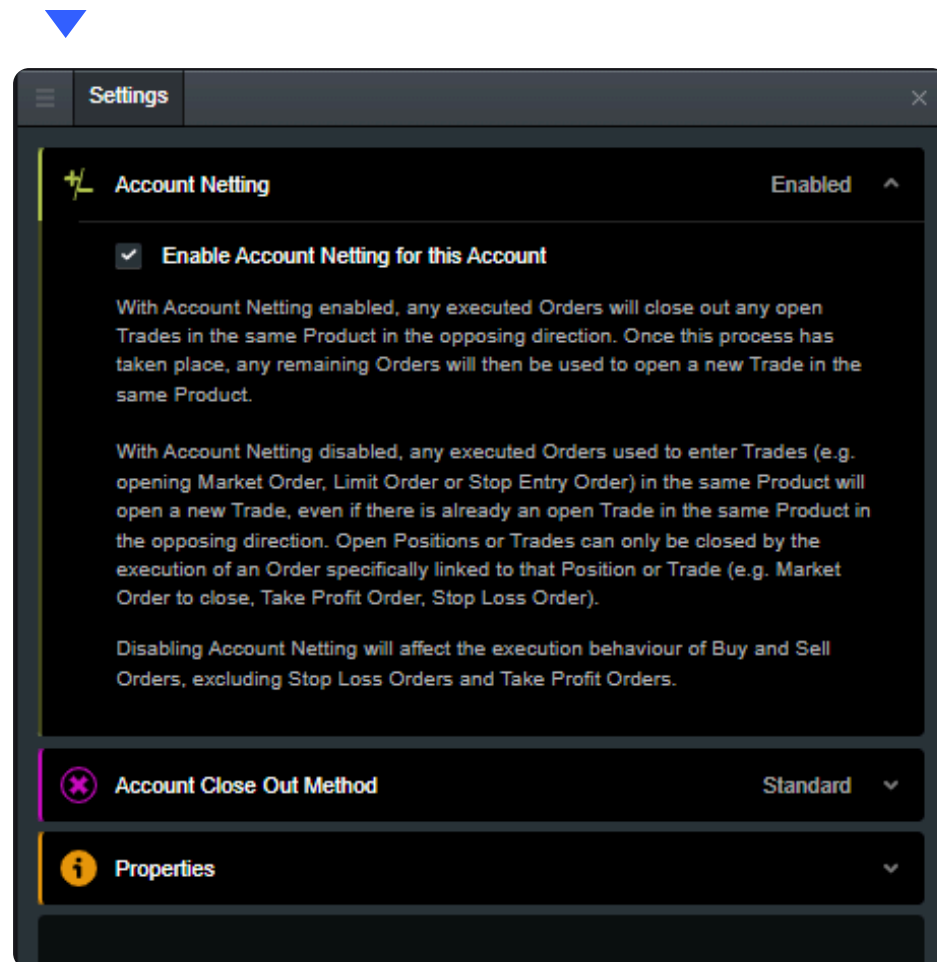 Settings
Account Netting Enabled
Enable Account Netting for this Account
With Account Netting enabled, any executed Orders will close out any open
Trades in the same Product in the opposing direction. Once this process has
taken place, any remaining Orders will then be used to open a new Trade in the
same Product.
With Account Netting disabled, any executed Orders used to enter Trades (e.g.
opening Market Order, Limit Order or Stop Entry Order) in the same Product will
open a new Trade, even if there is already an open Trade in the same Product in
the opposing direction. Open Positions or Trades can only be closed by the
execution of an Order specifically linked to that Position or Trade (e.g. Market
Order to close, Take Profit Order, Stop Loss Order).
Disabling Account Netting will affect the execution behaviour of Buy and Sell
Orders, excluding Stop Loss Orders and Take Profit Orders.
Account Close Out Method Standard
Properties